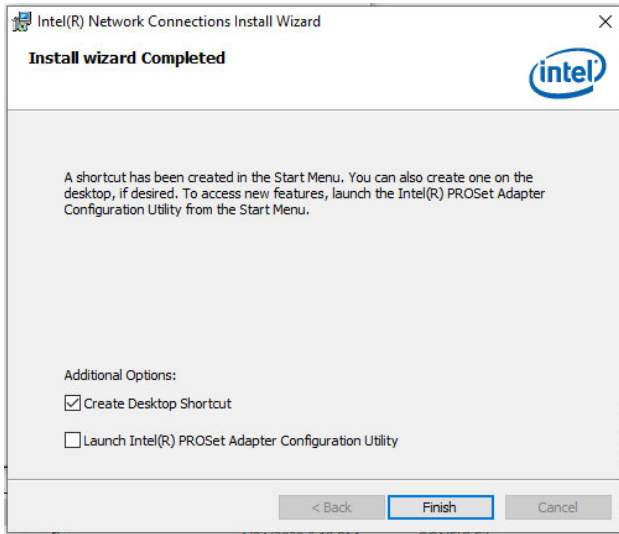 Intel(R) Network Connections Install Wizard
Install wizard Completed
intel
A shortcut has been created in the Start Menu. You can also create one on the
desktop, if desired. To access new features, launch the Intel(R) PROSet Adapter
Configuration Utility from the Start Menu.
Additional Options:
Create Desktop Shortcut
Launch Intel(R) PROSet Adapter Configuration Utility
< Back Finish Cancel